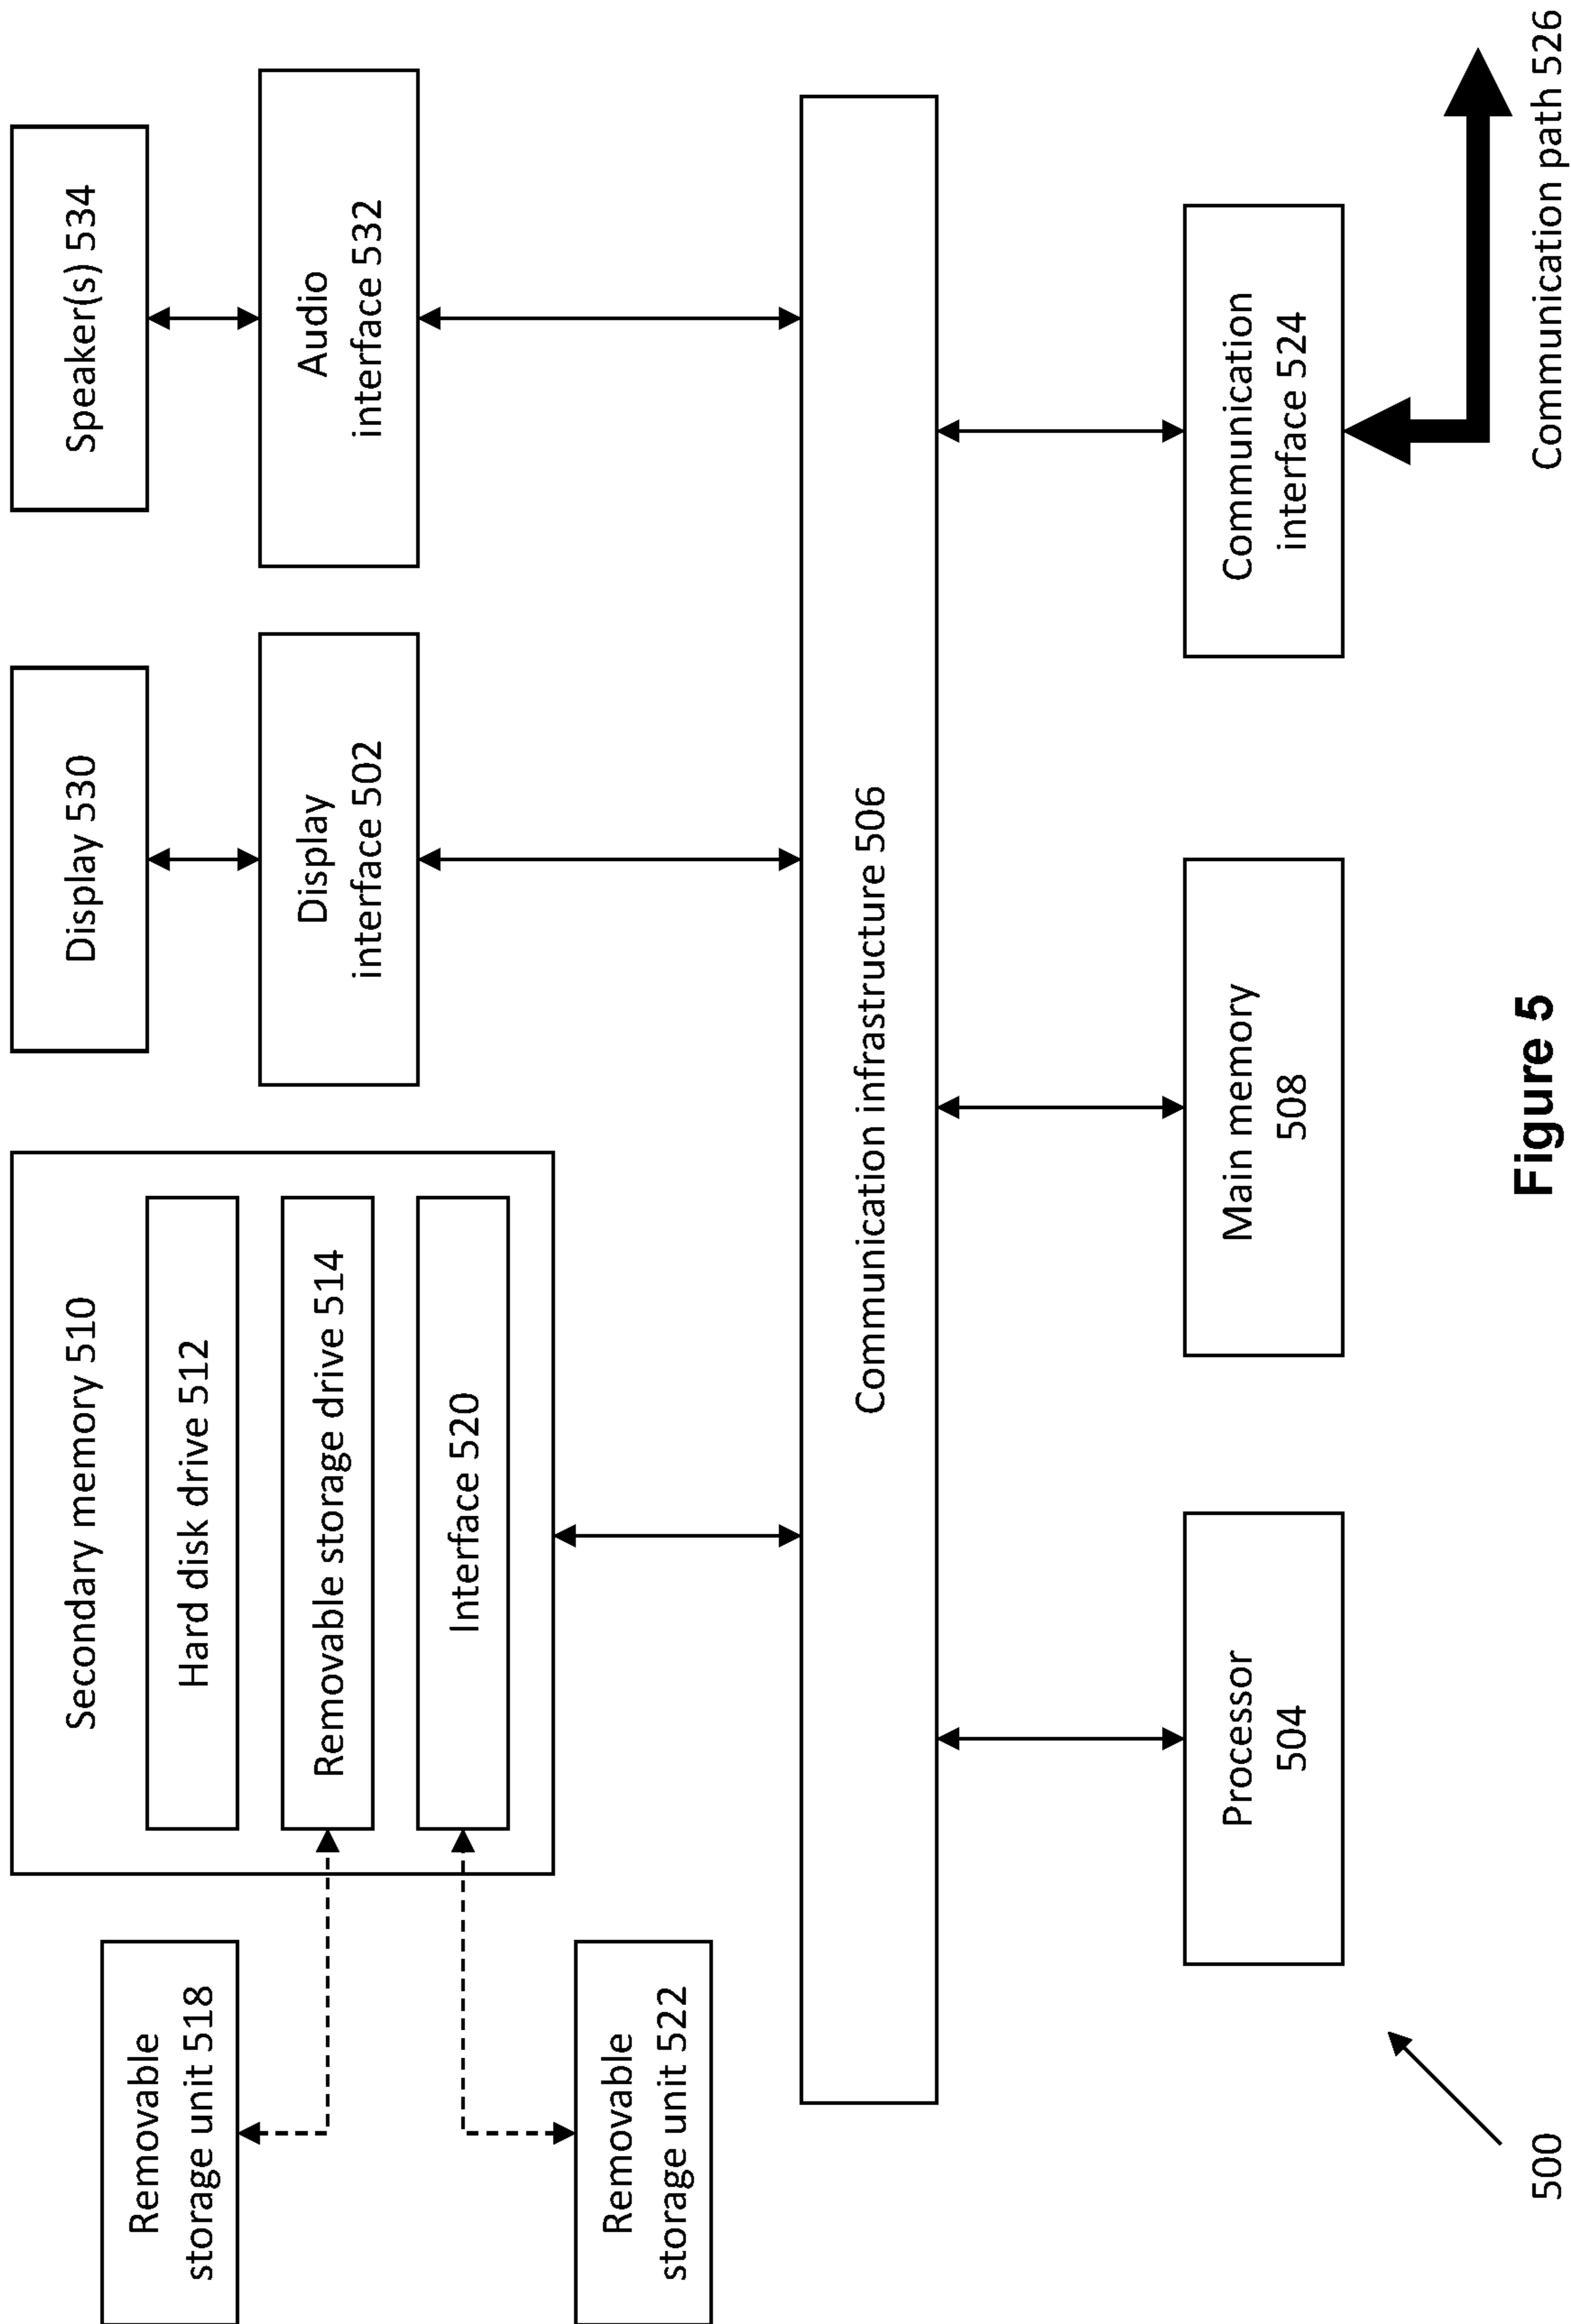 Removable
storage unit 518
Removable
storage unit 522
Secondary memory 510
Hard disk drive 512
Removable storage drive 514
Interface 520
Display 530
Display
interface 502
Speaker(s) 534
Audio
interface 532
Communication infrastructure 506
Processor
504
Main memory
508
Communication
interface 524
Communication path 526
500
Figure 5